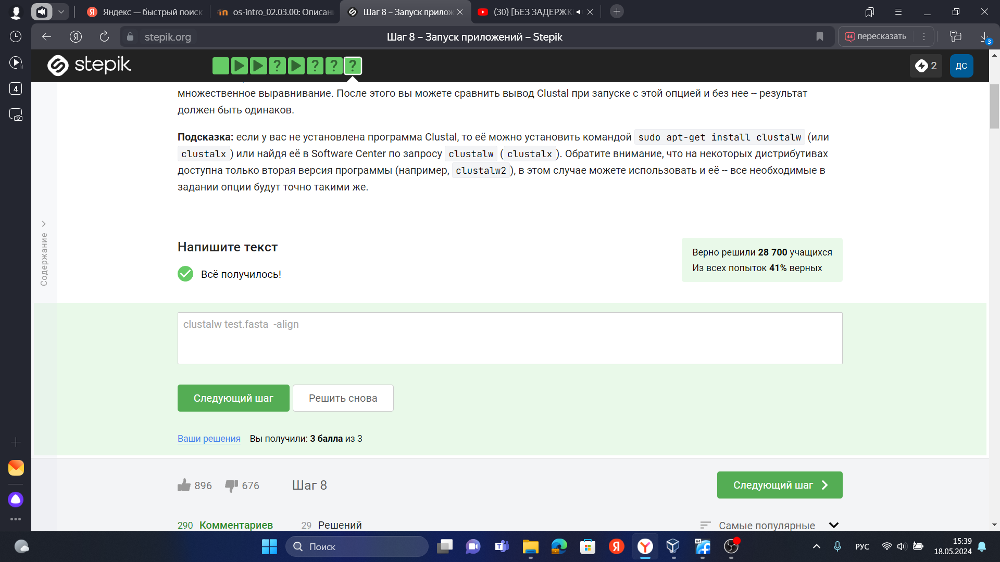 Яндекс — быстрый поиск
os-intro_02.03.00: Описан
Шаг 8 – Запуск прилож
(30) [БЕЗ ЗАДЕРЖК
stepik.org
Шаг 8 – Запуск приложений – Stepik
пересказать
3
stepik
? ? ? ?
2
ДС
4
множественное выравнивание. После этого вы можете сравнить вывод Clustal при запуске с этой опцией и без нее -- результат
должен быть одинаков.
Подсказка: если у вас не установлена программа Clustal, то её можно установить командой sudo apt-get install clustalw (или
clustalx) или найдя её в Software Center по запросу clustalw (clustalx). Обратите внимание, что на некоторых дистрибутивах
доступна только вторая версия программы (например, clustalw2), в этом случае можете использовать и её -- все необходимые в
задании опции будут точно такими же.
Содержание
Напишите текст
Всё получилось!
Верно решили 28 700 учащихся
Из всех попыток 41% верных
clustalw test.fasta -align
Следующий шаг
Решить снова
Ваши решения Вы получили: 3 балла из 3
896
676
Шаг 8
Следующий шаг
290 Комментариев
29 Решений
Самые популярные
Поиск
РУС
15:39
18.05.2024